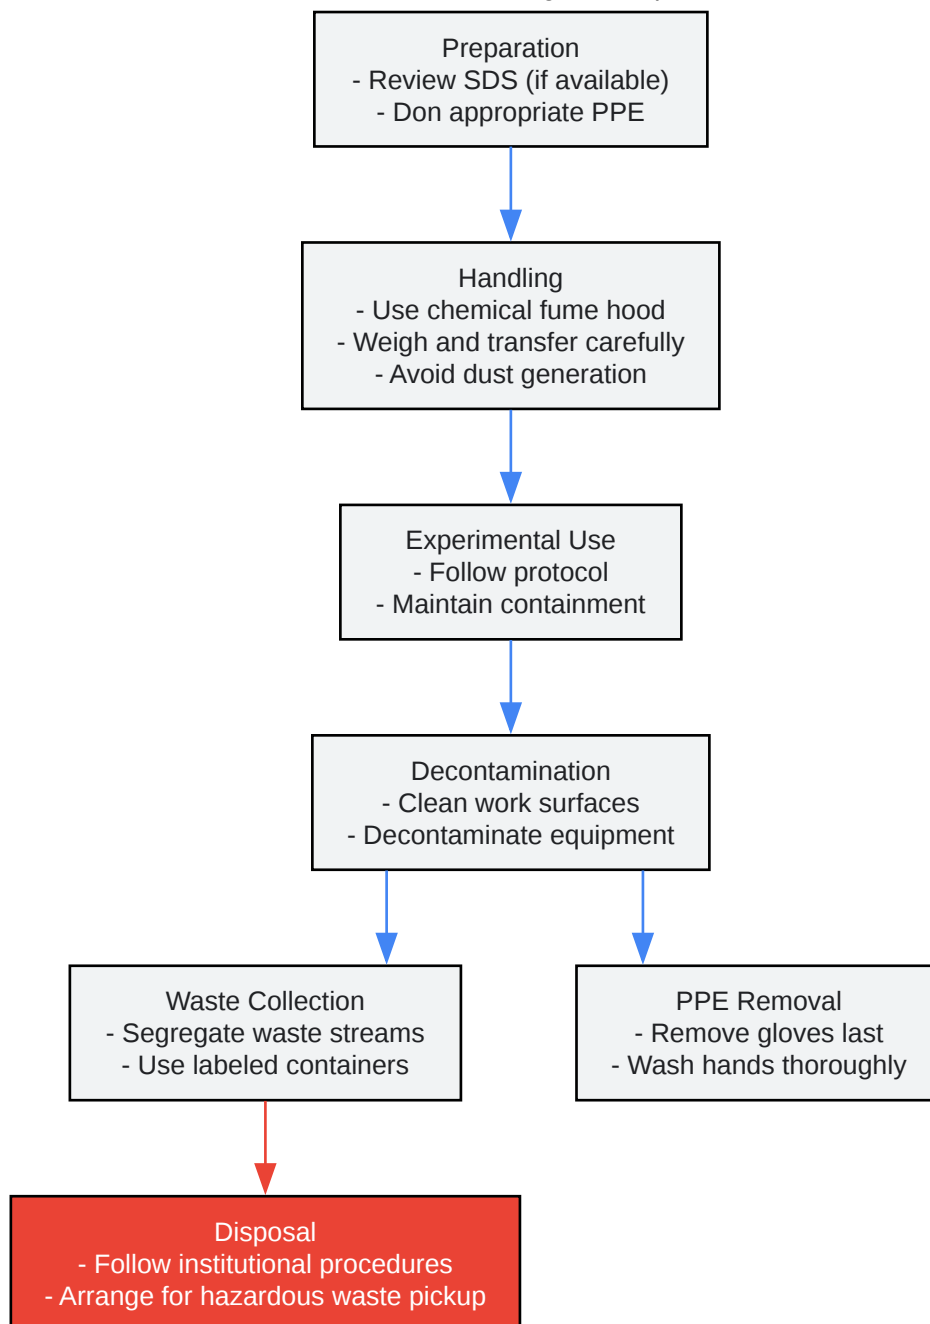 Preparation
- Review SDS (if available)
- Don appropriate PPE
Handling
- Use chemical fume hood
- Weigh and transfer carefully
- Avoid dust generation
Experimental Use
- Follow protocol
- Maintain containment
Decontamination
- Clean work surfaces
- Decontaminate equipment
Waste Collection
- Segregate waste streams
- Use labeled containers
PPE Removal
- Remove gloves last
- Wash hands thoroughly
Disposal
- Follow institutional procedures
- Arrange for hazardous waste pickup